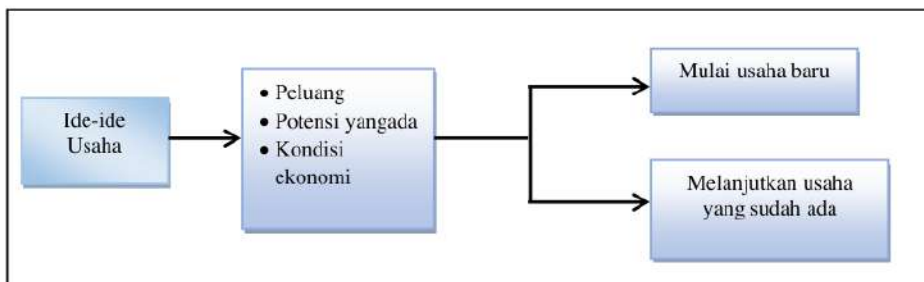 Ide-ide
Usaha
• Peluang
• Potensi yangada
• Kondisi
ekonomi
Mulai usaha baru
Melanjutkan usaha
yang sudah ada